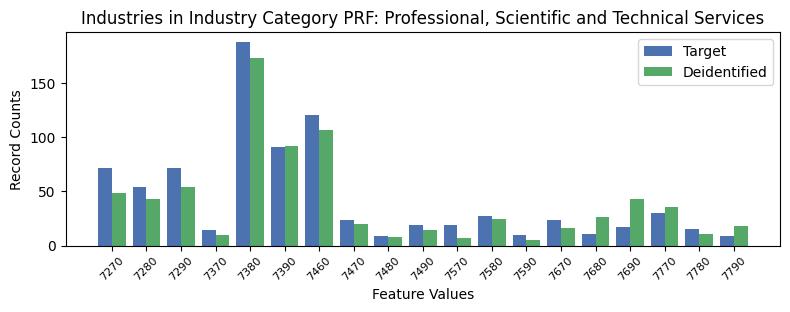 Industries in Industry Category PRF: Professional, Scientific and Technical Services
Target
Deidentified
Record Counts
150
100
50
0
7270 7280 7290 7370 7380 7390 7460 7470 7480 7490 7570 7580 7590 7670 7680 7690 7770 7780 7790
Feature Values